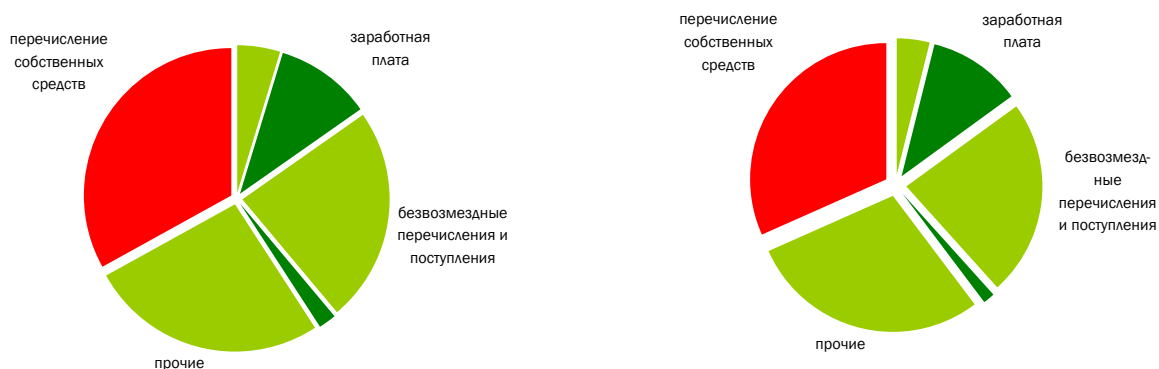 перечисление
собственных
средств
заработная
плата
безвозмездные
перечисления и
поступления
прочие
перечисление
собственных
средств
заработная
плата
безвозмезд-
ные
перечисления
и поступления
прочие